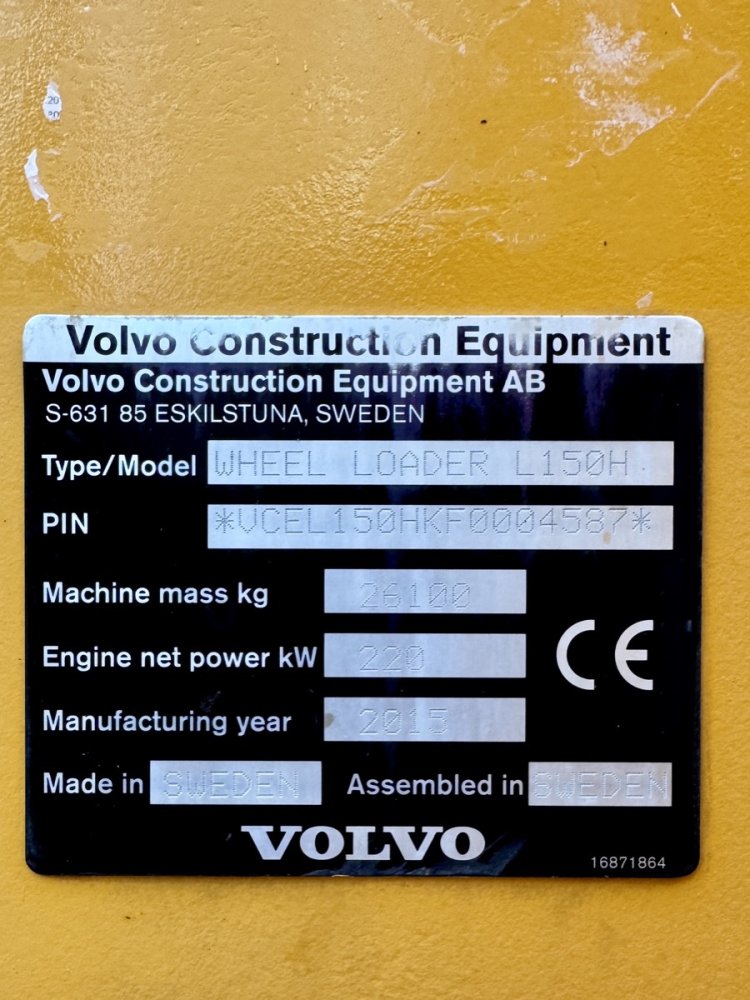 20
Volvo Construction Equipment
Volvo Construction Equipment AB
S-631 85 ESKILSTUNA, SWEDEN
Type/Model WHEEL LOADER L150H
PIN *VCEL150HKF0004587*
Machine mass kg 26100
Engine net power kW 220
CE
Manufacturing year 2015
Made in SWEDEN Assembled in SWEDEN
VOLVO
16871864